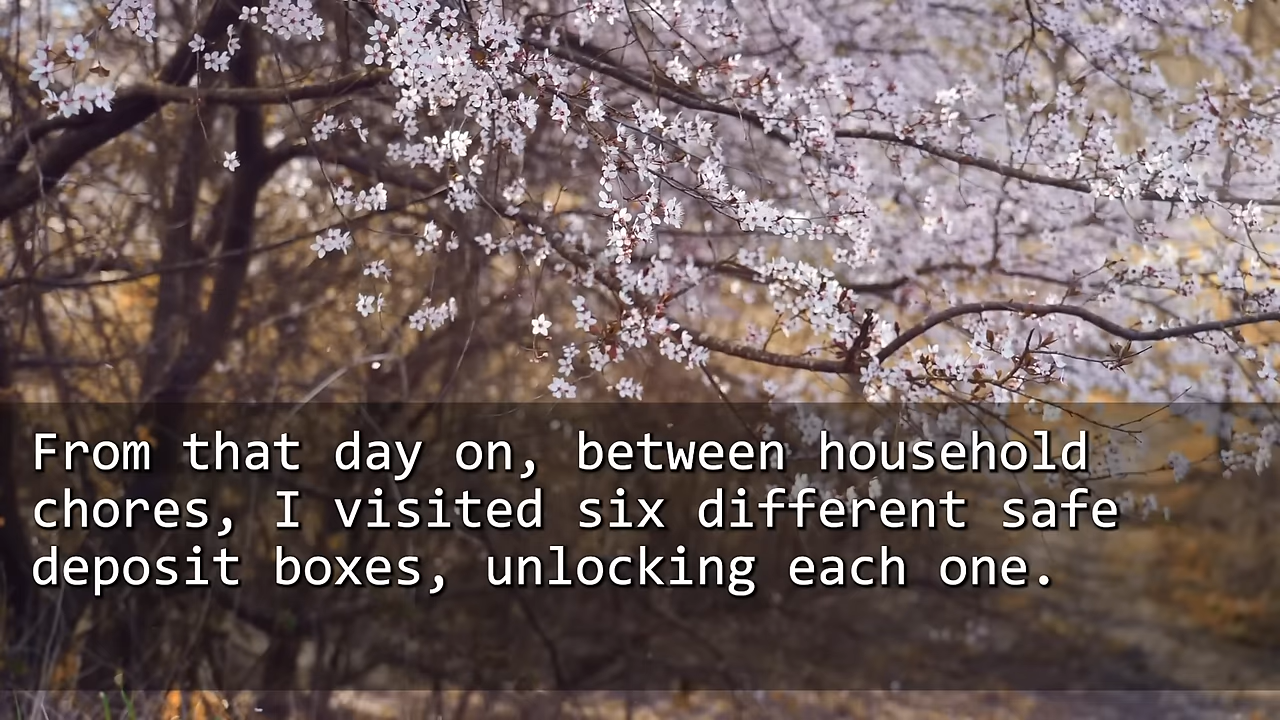 From that day on, between household
chores, I visited six different safe
deposit boxes, unlocking each one.